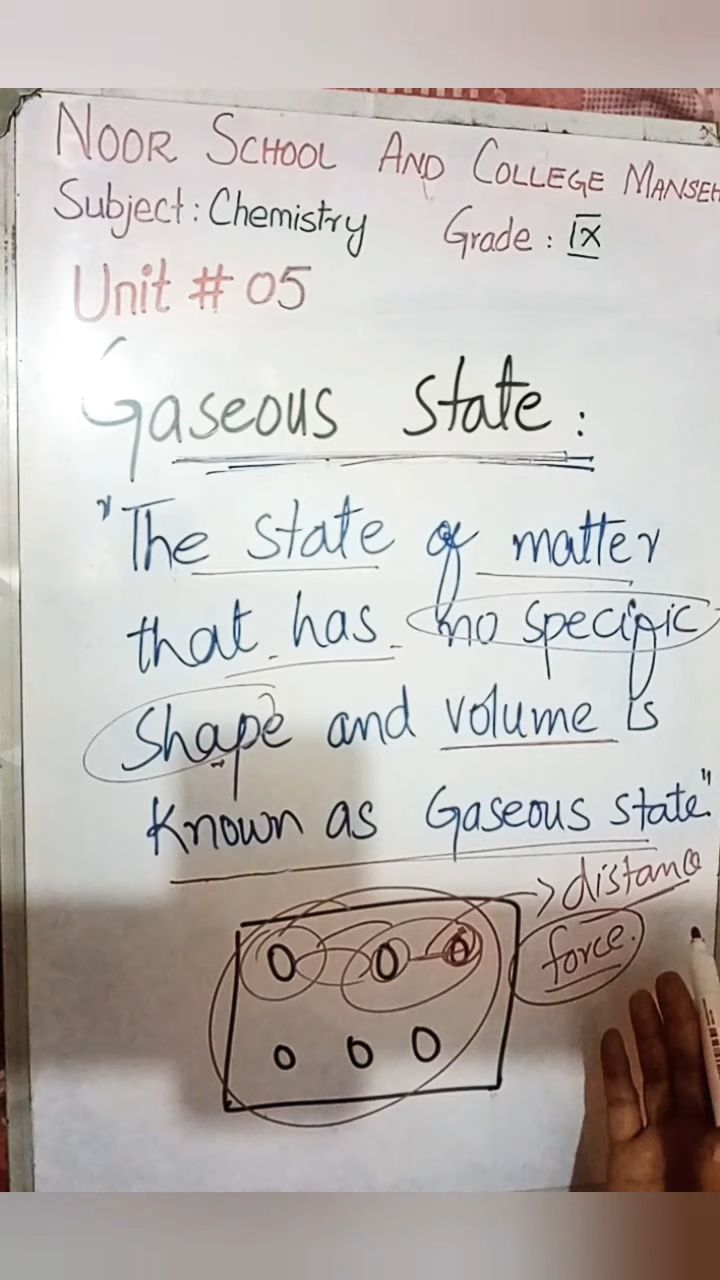 NOOR SCHOOL AND COLLEGE MANSEH
Subject: Chemistry Grade: IX
Unit # 05
Gaseous state:
"The state of matter
that has no specific
shape and volume is
known as Gaseous state."
distance
force.